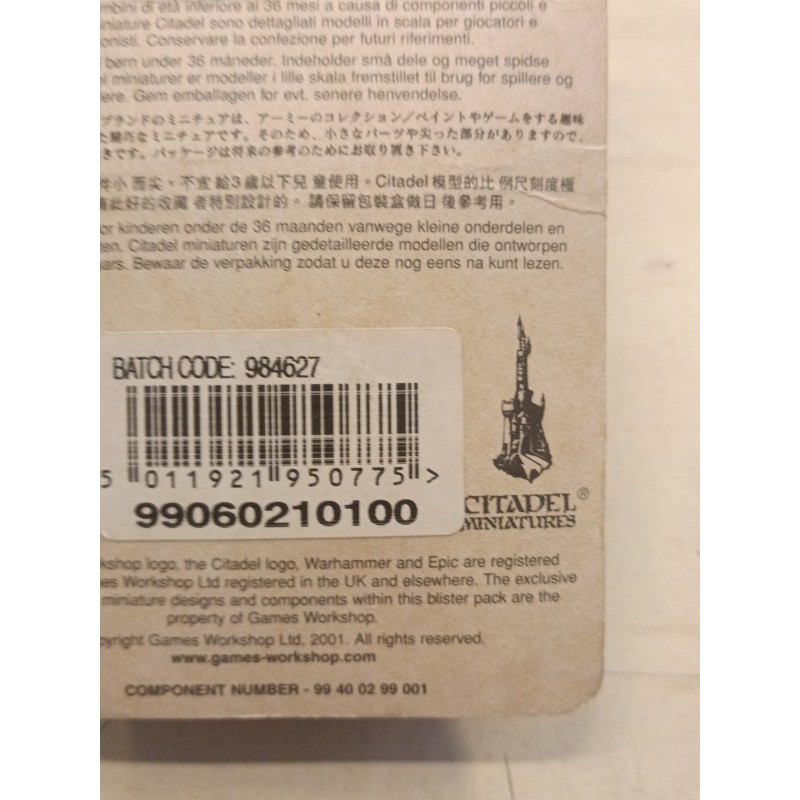 mbini di età inferiore ai 36 mesi a causa di componenti piccoli e
iniature Citadel sono dettagliati modelli in scala per giocatori e
onisti. Conservare la confezione per futuri riferimenti.
børn under 36 måneder. Indeholder små dele og meget spidse
el miniaturer er modeller i lille skala fremstillet til brug for spillere og
ere. Gem emballagen for evt. senere henvendelse.
ブランドのミニチュアは、アーミーのコレクション/ペイントやゲームをする趣味
た精巧なミニチュアです。そのため、小さなパーツや尖った部分がありますので、
きです。パッケージは将来の参考のためにお取り置き下さい。
件小 而尖,不宜 給3 歲以下兒 童使用。Citadel 模型的比 例尺刻度極
有此好的收藏 者特別設計的。 請保留包裝盒做日 後參考用。
or kinderen onder de 36 maanden vanwege kleine onderdelen en
en. Citadel miniaturen zijn gedetailleerde modellen die ontworpen
aars. Bewaar de verpakking zodat u deze nog eens na kunt lezen.
BATCH CODE: 984627
5 011921 950775 >
99060210100
CITADEL®
MINIATURES
kshop logo, the Citadel logo, Warhammer and Epic are registered
es Workshop Ltd registered in the UK and elsewhere. The exclusive
miniature designs and components within this blister pack are the
property of Games Workshop.
pyright Games Workshop Ltd, 2001. All rights reserved.
www.games-workshop.com
COMPONENT NUMBER - 99 40 02 99 001